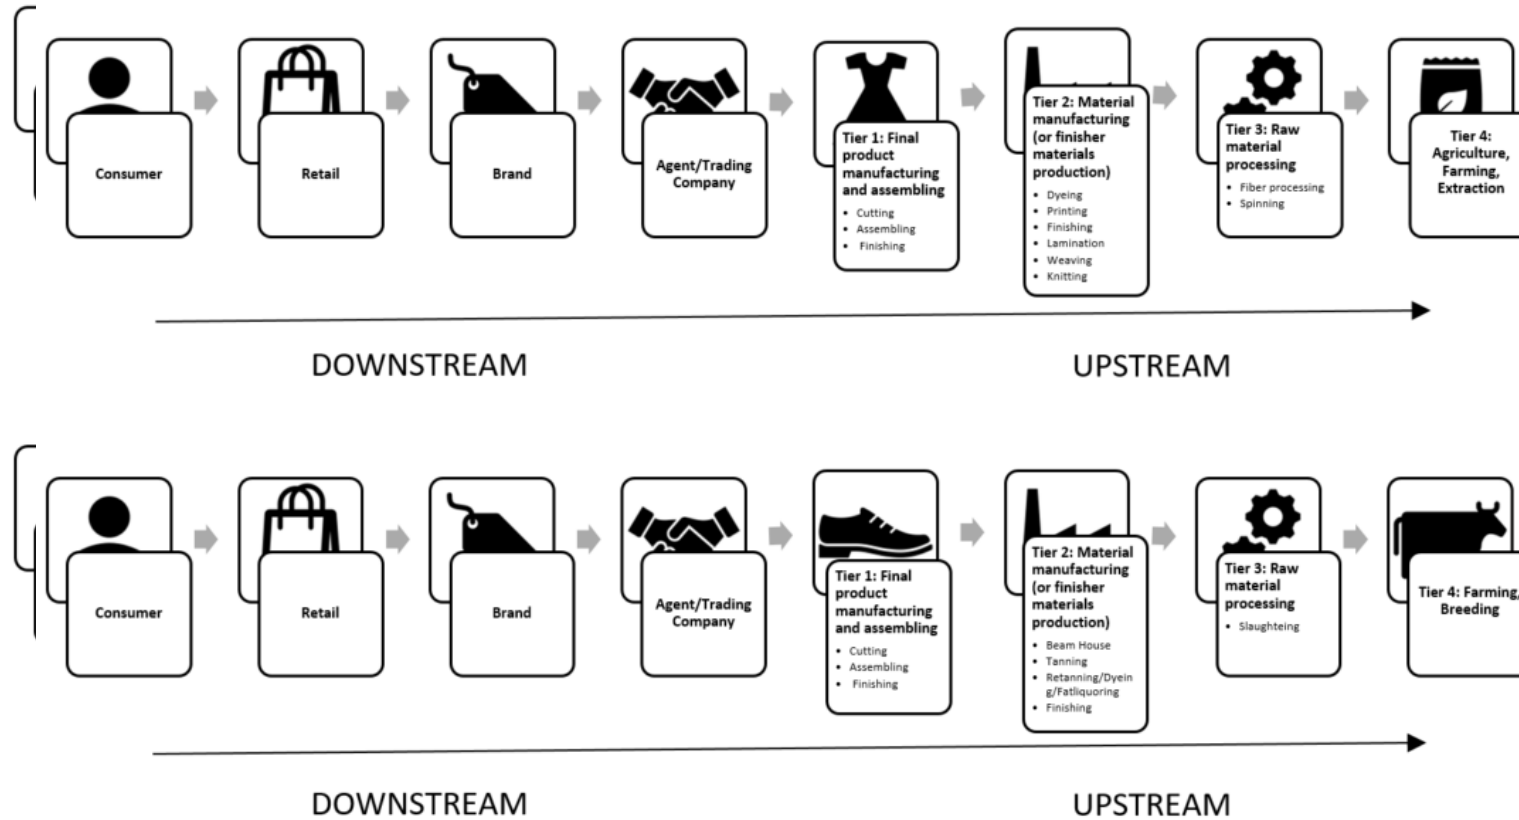 Consumer
Retail
Brand
Agent/Trading
Company
Tier 1: Final
product
manufacturing
and assembling
• Cutting
• Assembling
• Finishing
Tier 2: Material
manufacturing
(or finisher
materials
production)
• Dyeing
• Printing
• Finishing
• Lamination
• Weaving
• Knitting
Tier 3: Raw
material
processing
• Fiber processing
• Spinning
Tier 4:
Agriculture,
Farming,
Extraction
DOWNSTREAM
UPSTREAM
Consumer
Retail
Brand
Agent/Trading
Company
Tier 1: Final
product
manufacturing
and assembling
• Cutting
• Assembling
• Finishing
Tier 2: Material
manufacturing
(or finisher
materials
production)
• Beam House
• Tanning
• Retanning/Dyein
g/Fatliquoring
• Finishing
Tier 3: Raw
material
processing
• Slaughteing
Tier 4: Farming,
Breeding
DOWNSTREAM
UPSTREAM